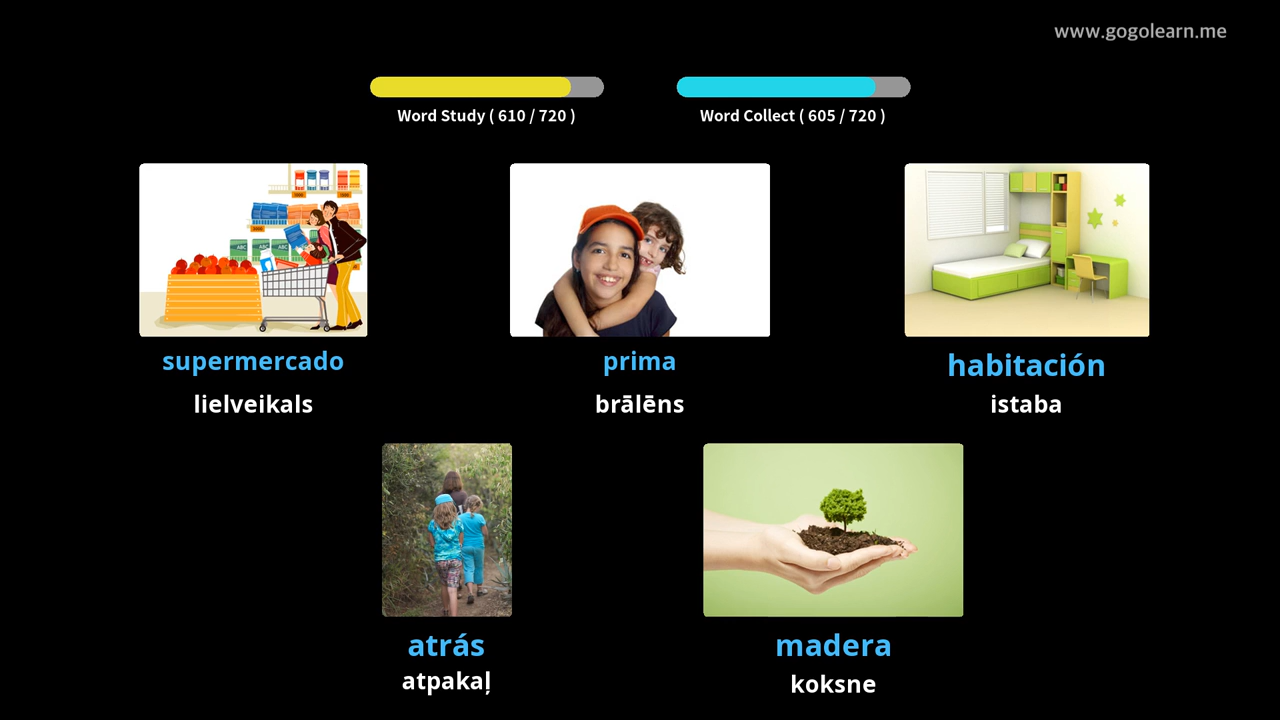 www.gogolearn.me
Word Study ( 610 / 720 )
Word Collect ( 605 / 720 )
supermercado
lielveikals
prima
brālēns
habitación
istaba
atrás
atpakaļ
madera
koksne